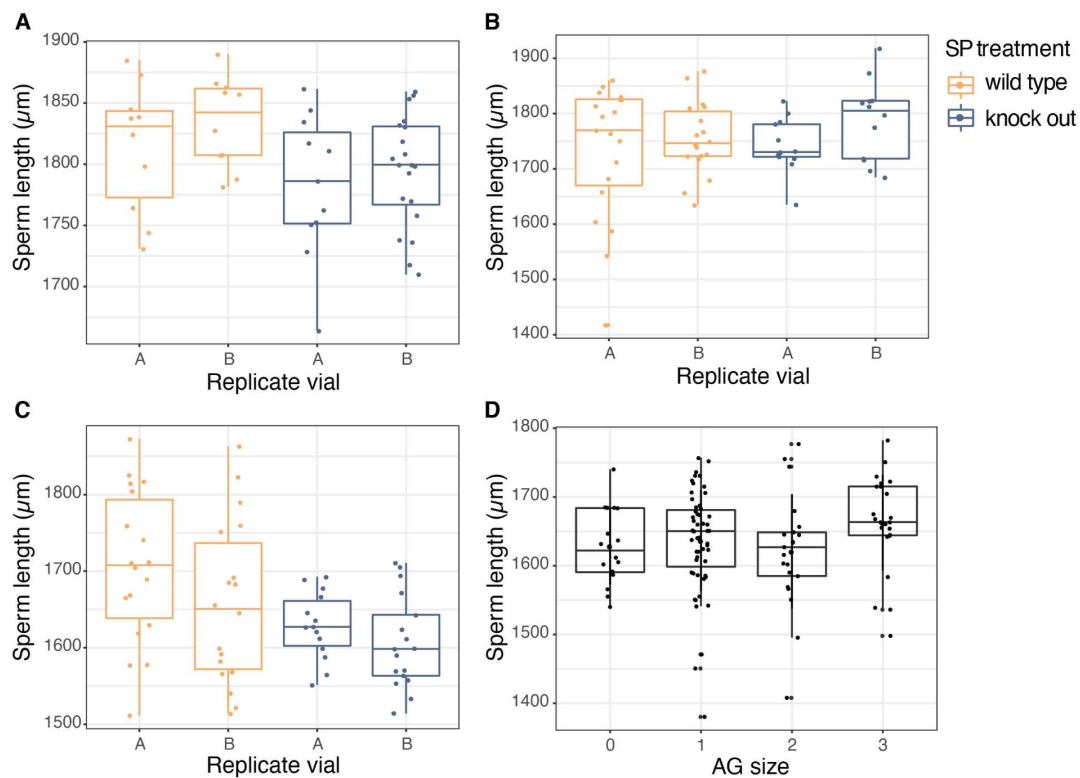 A
Sperm length (µm)
1900
1850
1800
1750
1700
A
B
A
B
Replicate vial
B
Sperm length (µm)
1900
1800
1700
1600
1500
1400
A
B
A
B
Replicate vial
SP treatment
wild type
knock out
C
Sperm length (µm)
1800
1700
1600
1500
A
B
A
B
Replicate vial
D
Sperm length (µm)
1800
1700
1600
1500
1400
0
1
2
3
AG size